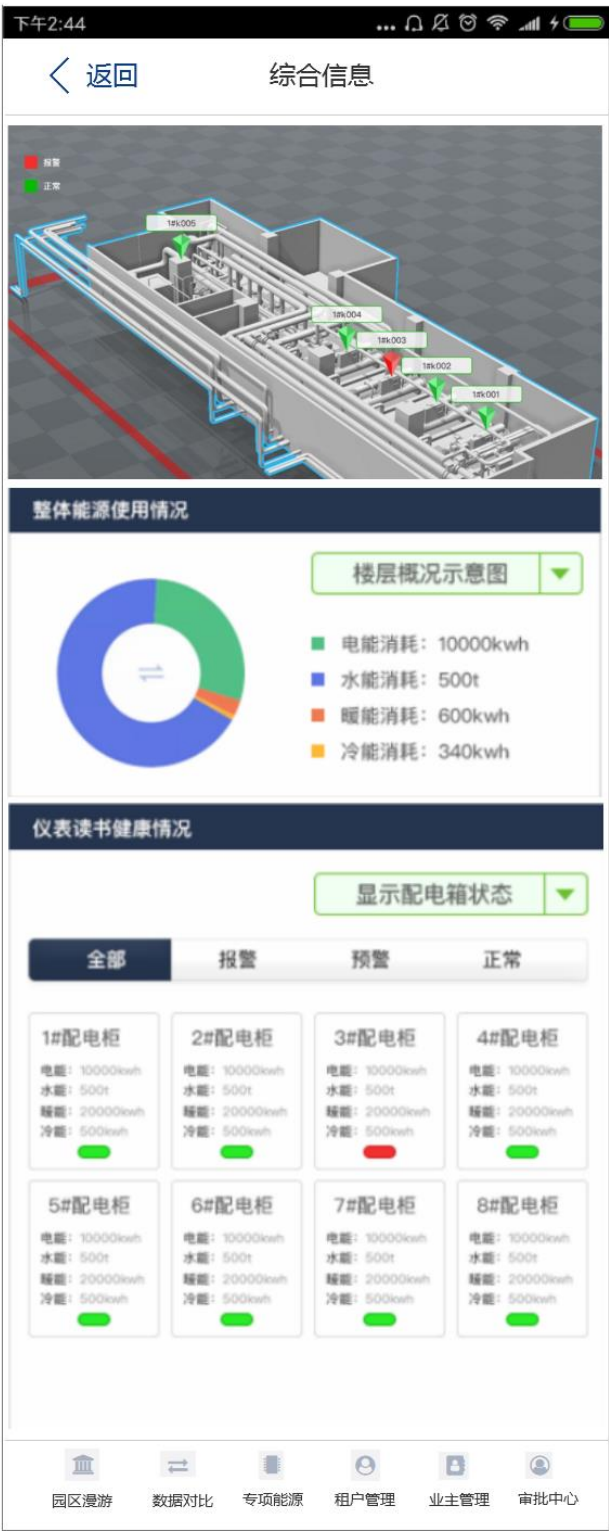 下午2:44
返回
综合信息
报警
正常
1#k005
1#k004
1#k003
1#k002
1#k001
整体能源使用情况
楼层概况示意图
电能消耗：10000kwh
水能消耗：500t
暖能消耗：600kwh
冷能消耗：340kwh
仪表读书健康情况
显示配电箱状态
全部 报警 预警 正常
1#配电柜 2#配电柜 3#配电柜 4#配电柜
电能：10000kwh 电能：10000kwh 电能：10000kwh 电能：10000kwh
水能：500t 水能：500t 水能：500t 水能：500t
暖能：20000kwh 暖能：20000kwh 暖能：20000kwh 暖能：20000kwh
冷能：500kwh 冷能：500kwh 冷能：500kwh 冷能：500kwh
5#配电柜 6#配电柜 7#配电柜 8#配电柜
电能：10000kwh 电能：10000kwh 电能：10000kwh 电能：10000kwh
水能：500t 水能：500t 水能：500t 水能：500t
暖能：20000kwh 暖能：20000kwh 暖能：20000kwh 暖能：20000kwh
冷能：500kwh 冷能：500kwh 冷能：500kwh 冷能：500kwh
园区漫游 数据对比 专项能源 租户管理 业主管理 审批中心